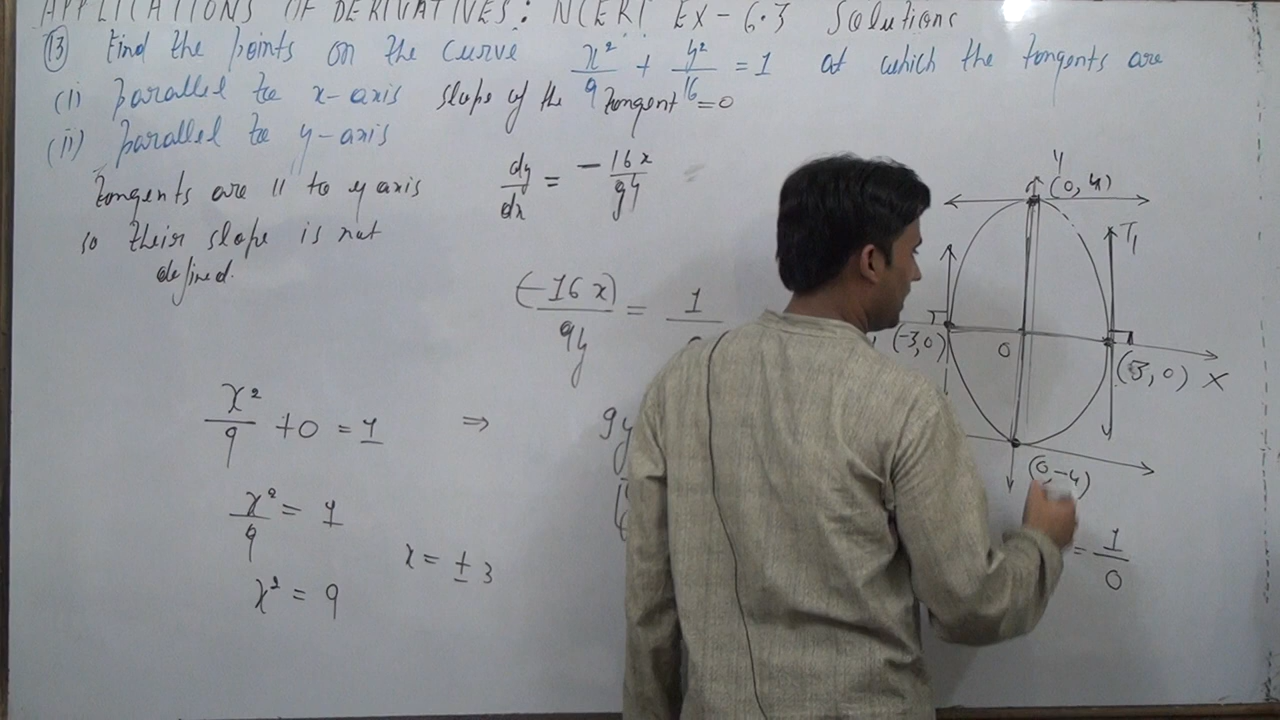 APPLICATIONS OF DERIVATIVES: NCERT EX-6.3 Solutions
(13) Find the points on the curve x²/9 + y²/16 = 1 at which the tangents are
(i) parallel to x-axis slope of the tangent = 0
(ii) parallel to y-axis
Tangents are || to y axis
so their slope is not
defined.
dy/dx = -16x/9y
(-16x)/9y = 1/
x²/9 + 0 = 1 ⇒ 9y
x²/9 = 1
x² = 9
x = ± 3
y
(0, 4)
T₁
(-3, 0)
0
(3, 0) X
(0, -4)
= 1/0